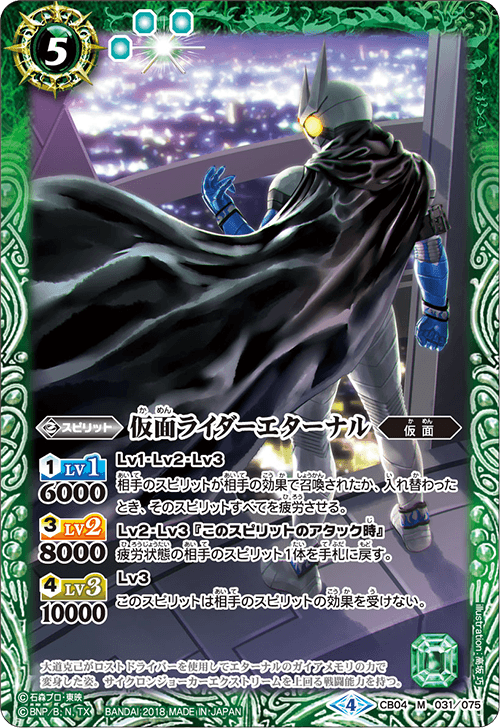 5
スピリット
仮面ライダーエターナル
か めん
仮面
か めん
1 LV1
6000
Lv1・Lv2・Lv3
相手のスピリットが相手の効果で召喚されたか、入れ替わった
とき、そのスピリットすべてを疲労させる。
3 LV2
8000
Lv2・Lv3『このスピリットのアタック時』
疲労状態の相手のスピリット1体を手札に戻す。
4 LV3
10000
Lv3
このスピリットは相手のスピリットの効果を受けない。
大道克己がロストドライバーを使用してエターナルのガイアメモリの力で
変身した姿。サイクロンジョーカーエクストリームを上回る戦闘能力を持つ。
©石森プロ・東映
©BNP/B, N, TX BANDAI 2018 MADE IN JAPAN
4
CB04 M 031/075